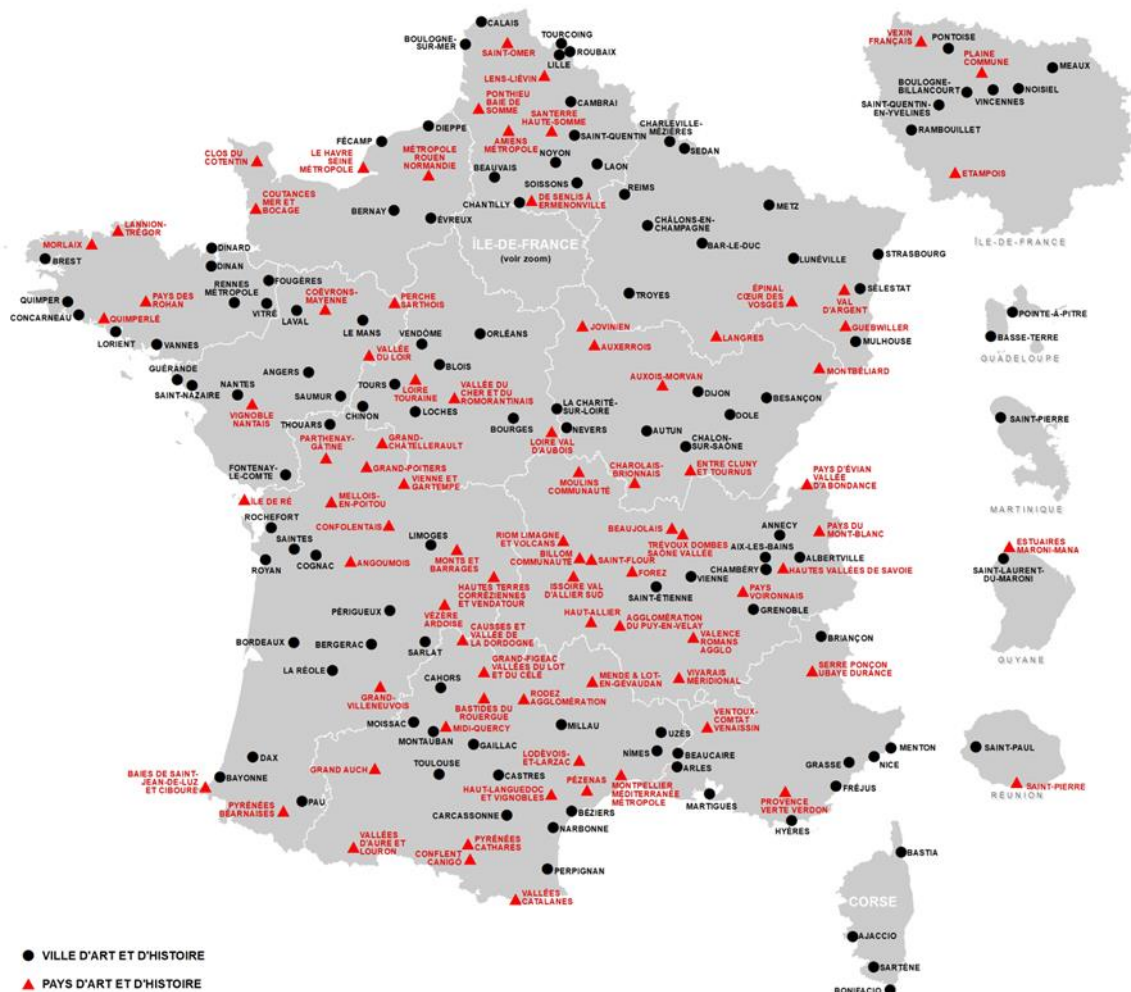 CALAIS
BOULOGNE-
SUR-MER
SAINT-OMER
TOURCOING
ROUBAIX
LILLE
LENS-LIÉVIN
PONTHIEU
BAIE DE
SOMME
CAMBRAI
SANTERRE
HAUTE-SOMME
AMIENS
MÉTROPOLE
SAINT-QUENTIN
CHARLEVILLE-
MÉZIÈRES
SEDAN
DIEPPE
FÉCAMP
CLOS DU
COTENTIN
LE HAVRE
SEINE
MÉTROPOLE
MÉTROPOLE
ROUEN
NORMANDIE
BEAUVAIS
NOYON
LAON
SOISSONS
REIMS
COUTANCES
MER ET
BOCAGE
BERNAY
ÉVREUX
CHANTILLY
DE SENLIS À
ERMENONVILLE
METZ
CHÂLONS-EN-
CHAMPAGNE
BAR-LE-DUC
LUNÉVILLE
STRASBOURG
ÎLE-DE-FRANCE
(voir zoom)
LANNION-
TRÉGOR
MORLAIX
BREST
DINARD
DINAN
FOUGÈRES
RENNES
MÉTROPOLE
VITRÉ
LAVAL
COËVRONS-
MAYENNE
PERCHE
SARTHOIS
QUIMPER
CONCARNEAU
PAYS DES
ROHAN
QUIMPERLÉ
LORIENT
VANNES
LE MANS
TROYES
ÉPINAL
CŒUR DES
VOSGES
VAL
D'ARGENT
SÉLESTAT
GUEBWILLER
MULHOUSE
JOVINIEN
AUXERROIS
LANGRES
MONTBÉLIARD
VENDÔME
ORLÉANS
VALLÉE
DU LOIR
BLOIS
GUÉRANDE
SAINT-NAZAIRE
NANTES
VIGNOBLE
NANTAIS
ANGERS
SAUMUR
TOURS
LOIRE
TOURAINE
CHINON
LOCHES
VALLÉE DU
CHER ET DU
ROMORANTINAIS
BOURGES
LA CHARITÉ-
SUR-LOIRE
NEVERS
LOIRE VAL
D'AUBOIS
AUXOIS-MORVAN
DIJON
BESANÇON
DOLE
AUTUN
CHALON-
SUR-SAÔNE
THOUARS
PARTHENAY-
GÂTINE
GRAND-
CHÂTELLERAULT
GRAND-POITIERS
VIENNE ET
GARTEMPE
FONTENAY-
LE-COMTE
ÎLE DE RÉ
MELLOIS-
EN-POITOU
MOULINS
COMMUNAUTÉ
CHAROLAIS-
BRIONNAIS
ENTRE CLUNY
ET TOURNUS
PAYS D'ÉVIAN
VALLÉE
D'ABONDANCE
ROCHEFORT
SAINTES
ROYAN
COGNAC
CONFOLENTAIS
ANGOUMOIS
LIMOGES
MONTS ET
BARRAGES
RIOM LIMAGNE
ET VOLCANS
BILLOM
COMMUNAUTÉ
SAINT-FLOUR
ISSOIRE VAL
D'ALLIER SUD
FOREZ
BEAUJOLAIS
TRÉVOUX DOMBES
SAÔNE VALLÉE
ANNECY
AIX-LES-BAINS
ALBERTVILLE
CHAMBÉRY
PAYS DU
MONT-BLANC
HAUTES VALLÉES DE SAVOIE
VIENNE
SAINT-ÉTIENNE
PAYS
VOIRONNAIS
GRENOBLE
BRIANÇON
HAUTES TERRES
CORRÉZIENNES
ET VENDATOUR
VÉZÈRE
ARDOISE
PÉRIGUEUX
BORDEAUX
BERGERAC
SARLAT
LA RÉOLE
CAUSSES ET
VALLÉE DE
LA DORDOGNE
HAUT-ALLIER
AGGLOMÉRATION
DU PUY-EN-VELAY
VALENCE
ROMANS
AGGLO
SERRE PONÇON
UBAYE DURANCE
GRAND-FIGEAC
VALLÉES DU LOT
ET DU CÉLÉ
MENDE & LOT-
EN-GÉVAUDAN
VIVARAIS
MÉRIDIONAL
CAHORS
GRAND-
VILLENEUVOIS
BASTIDES DU
ROUERGUE
RODEZ
AGGLOMÉRATION
VENTOUX-
COMTAT
VENAISSIN
MOISSAC
MONTAUBAN
MIDI-QUERCY
GAILLAC
MILLAU
UZÈS
NÎMES
BEAUCAIRE
ARLES
MENTON
NICE
GRASSE
FRÉJUS
DAX
BAYONNE
BAIES DE SAINT-
JEAN-DE-LUZ
ET CIBOURE
GRAND AUCH
TOULOUSE
CASTRES
LODÉVOIS-
ET-LARZAC
PÉZENAS
HAUT-LANGUEDOC
ET VIGNOBLES
MONTPELLIER
MÉDITERRANÉE
MÉTROPOLE
MARTIGUES
PROVENCE
VERTE VERDON
HYÈRES
PYRÉNÉES
BÉARNAISES
PAU
CARCASSONNE
BÉZIERS
NARBONNE
VALLÉES
D'AURE ET
LOURON
PYRÉNÉES
CATHARES
CONFLENT
CANIGÓ
PERPIGNAN
VALLÉES
CATALANES
BASTIA
CORSE
AJACCIO
SARTÈNE
BONIFACIO
VEXIN
FRANÇAIS
PONTOISE
PLAINE
COMMUNE
MEAUX
BOULOGNE-
BILLANCOURT
VINCENNES
NOISIEL
SAINT-QUENTIN-
EN-YVELINES
RAMBOUILLET
ETAMPOIS
ÎLE-DE-FRANCE
POINTE-À-PITRE
BASSE-TERRE
GUADELOUPE
SAINT-PIERRE
MARTINIQUE
ESTUAIRES
MARONI-MANA
SAINT-LAURENT-
DU-MARONI
GUYANE
SAINT-PAUL
SAINT-PIERRE
RÉUNION
VILLE D'ART ET D'HISTOIRE
PAYS D'ART ET D'HISTOIRE